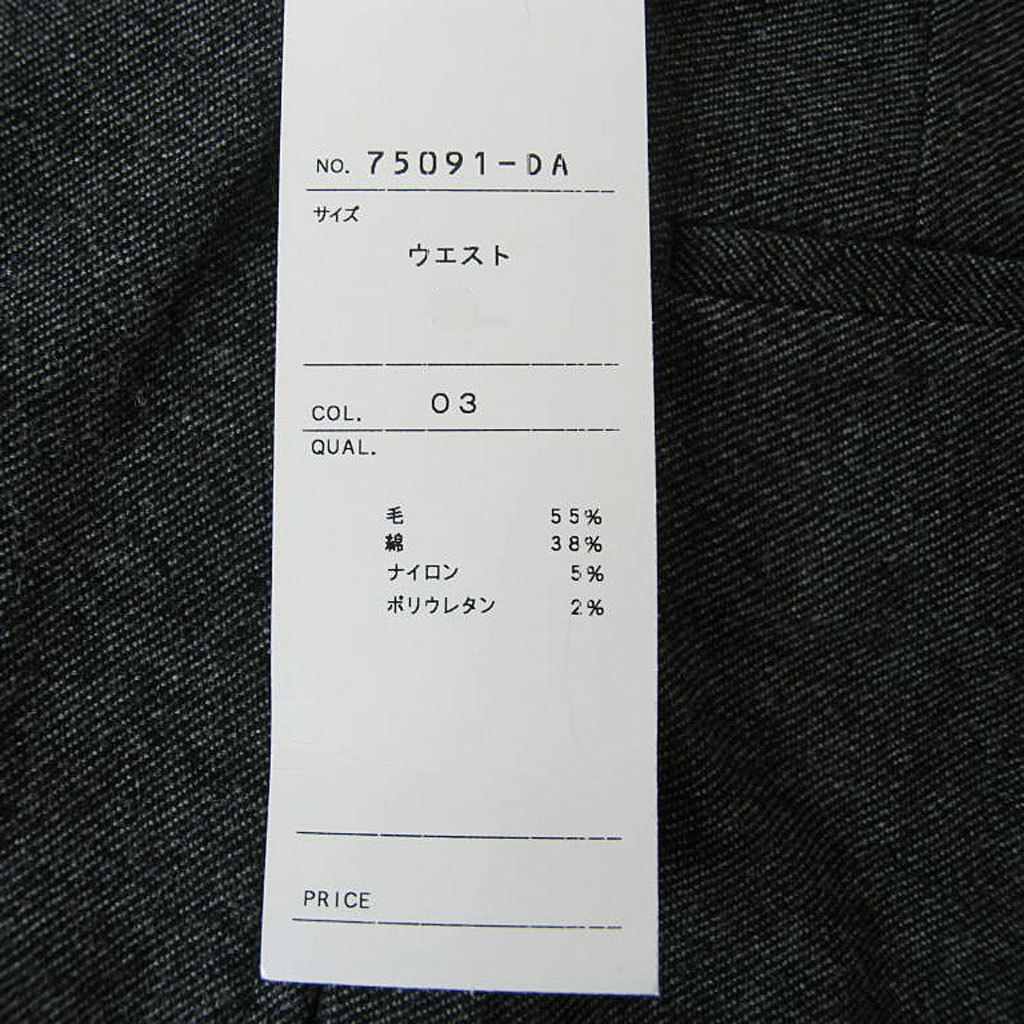 NO. 75091-DA
サイズ
ウエスト
COL. 03
QUAL.
毛 55%
綿 38%
ナイロン 5%
ポリウレタン 2%
PRICE